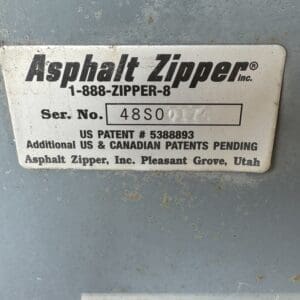 Asphalt Zipper® Inc.
1-888-ZIPPER-8
Ser. No. 48S0
US PATENT # 5388893
Additional US & CANADIAN PATENTS PENDING
Asphalt Zipper, Inc. Pleasant Grove, Utah